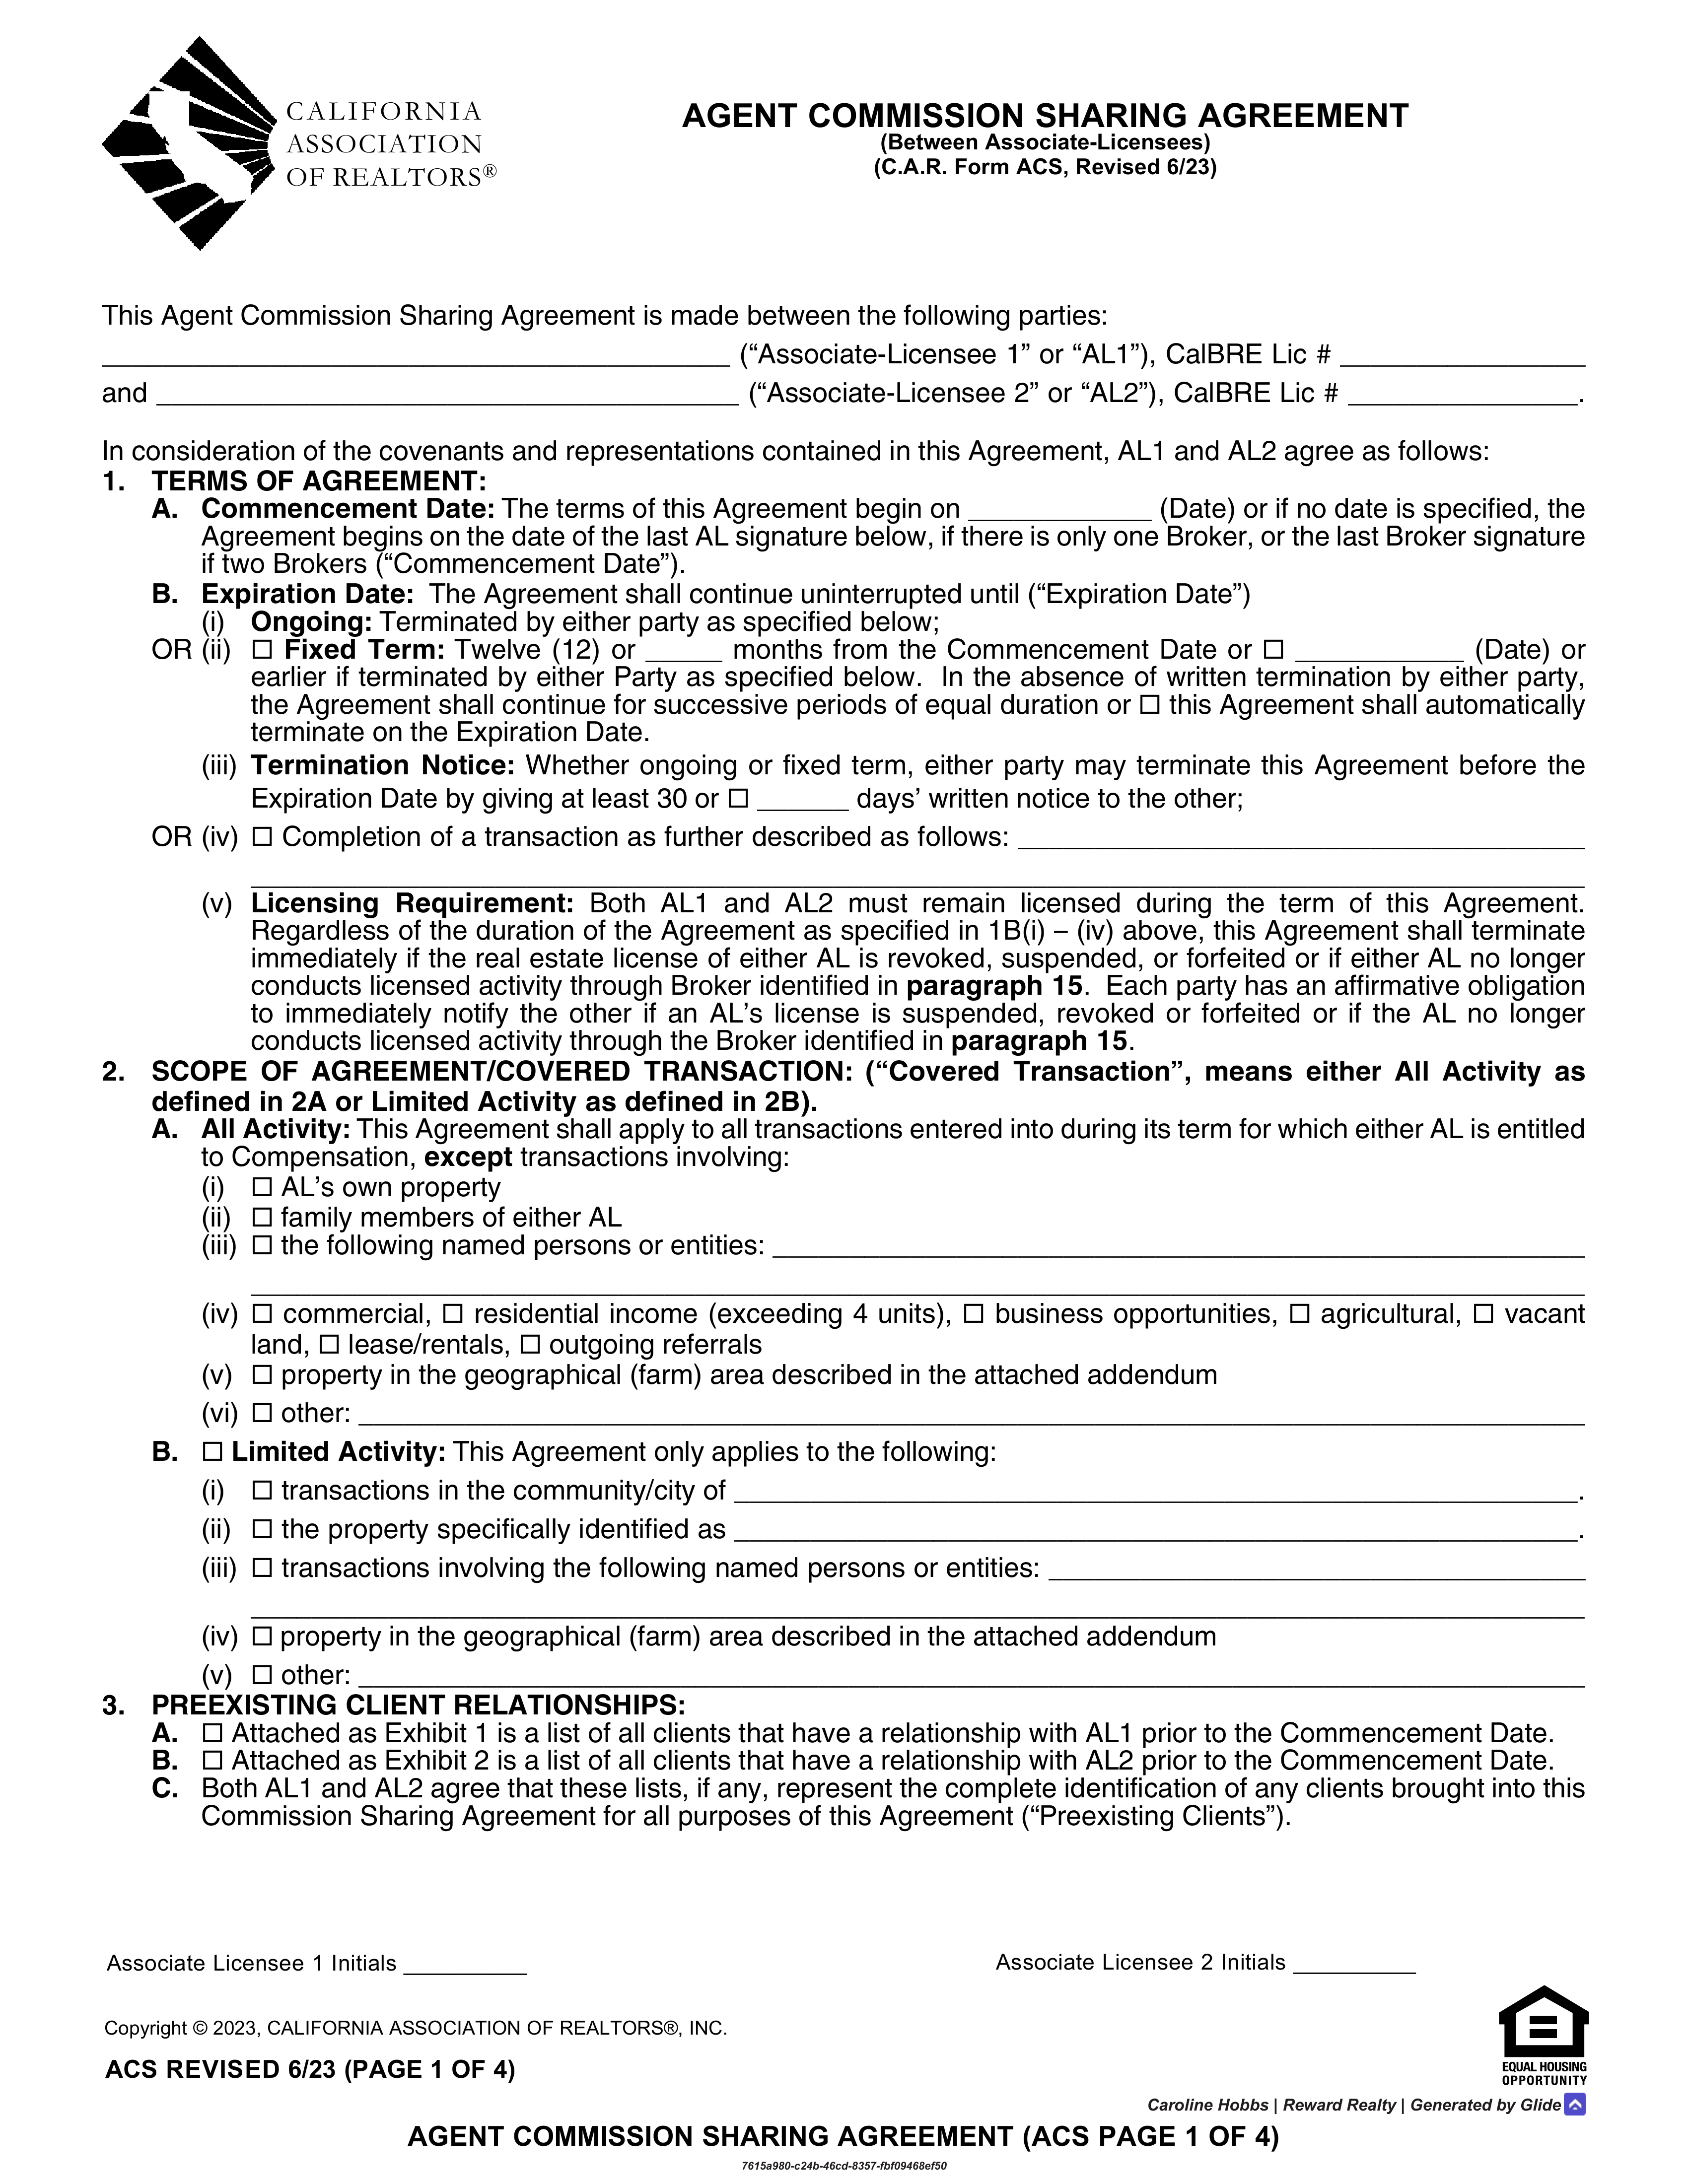 CALIFORNIA
ASSOCIATION
OF REALTORS®
AGENT COMMISSION SHARING AGREEMENT
(Between Associate-Licensees)
(C.A.R. Form ACS, Revised 6/23)
This Agent Commission Sharing Agreement is made between the following parties:
____________ (“Associate-Licensee 1” or “AL1”), CalBRE Lic # ____________
and ____________ (“Associate-Licensee 2” or “AL2”), CalBRE Lic # ____________.
In consideration of the covenants and representations contained in this Agreement, AL1 and AL2 agree as follows:
1. TERMS OF AGREEMENT:
A. Commencement Date: The terms of this Agreement begin on ____________ (Date) or if no date is specified, the
Agreement begins on the date of the last AL signature below, if there is only one Broker, or the last Broker signature
if two Brokers (“Commencement Date”).
B. Expiration Date: The Agreement shall continue uninterrupted until (“Expiration Date”)
(i) Ongoing: Terminated by either party as specified below;
OR (ii) ☐ Fixed Term: Twelve (12) or _____ months from the Commencement Date or ☐ ___________ (Date) or
earlier if terminated by either Party as specified below. In the absence of written termination by either party,
the Agreement shall continue for successive periods of equal duration or ☐ this Agreement shall automatically
terminate on the Expiration Date.
(iii) Termination Notice: Whether ongoing or fixed term, either party may terminate this Agreement before the
Expiration Date by giving at least 30 or ☐ ______ days’ written notice to the other;
OR (iv) ☐ Completion of a transaction as further described as follows: ____________
____________
(v) Licensing Requirement: Both AL1 and AL2 must remain licensed during the term of this Agreement.
Regardless of the duration of the Agreement as specified in 1B(i) – (iv) above, this Agreement shall terminate
immediately if the real estate license of either AL is revoked, suspended, or forfeited or if either AL no longer
conducts licensed activity through Broker identified in paragraph 15. Each party has an affirmative obligation
to immediately notify the other if an AL’s license is suspended, revoked or forfeited or if the AL no longer
conducts licensed activity through the Broker identified in paragraph 15.
2. SCOPE OF AGREEMENT/COVERED TRANSACTION: (“Covered Transaction”, means either All Activity as
defined in 2A or Limited Activity as defined in 2B).
A. All Activity: This Agreement shall apply to all transactions entered into during its term for which either AL is entitled
to Compensation, except transactions involving:
(i) ☐ AL’s own property
(ii) ☐ family members of either AL
(iii) ☐ the following named persons or entities: ____________
____________
(iv) ☐ commercial, ☐ residential income (exceeding 4 units), ☐ business opportunities, ☐ agricultural, ☐ vacant
land, ☐ lease/rentals, ☐ outgoing referrals
(v) ☐ property in the geographical (farm) area described in the attached addendum
(vi) ☐ other: ____________
B. ☐ Limited Activity: This Agreement only applies to the following:
(i) ☐ transactions in the community/city of ____________.
(ii) ☐ the property specifically identified as ____________.
(iii) ☐ transactions involving the following named persons or entities: ____________
____________
(iv) ☐ property in the geographical (farm) area described in the attached addendum
(v) ☐ other: ____________
3. PREEXISTING CLIENT RELATIONSHIPS:
A. ☐ Attached as Exhibit 1 is a list of all clients that have a relationship with AL1 prior to the Commencement Date.
B. ☐ Attached as Exhibit 2 is a list of all clients that have a relationship with AL2 prior to the Commencement Date.
C. Both AL1 and AL2 agree that these lists, if any, represent the complete identification of any clients brought into this
Commission Sharing Agreement for all purposes of this Agreement (“Preexisting Clients”).
Associate Licensee 1 Initials __________ Associate Licensee 2 Initials __________
Copyright © 2023, CALIFORNIA ASSOCIATION OF REALTORS®, INC.
ACS REVISED 6/23 (PAGE 1 OF 4)
EQUAL HOUSING
OPPORTUNITY
Caroline Hobbs | Reward Realty | Generated by Glide
AGENT COMMISSION SHARING AGREEMENT (ACS PAGE 1 OF 4)
7615a980-c24b-46cd-8357-fbf09468ef50